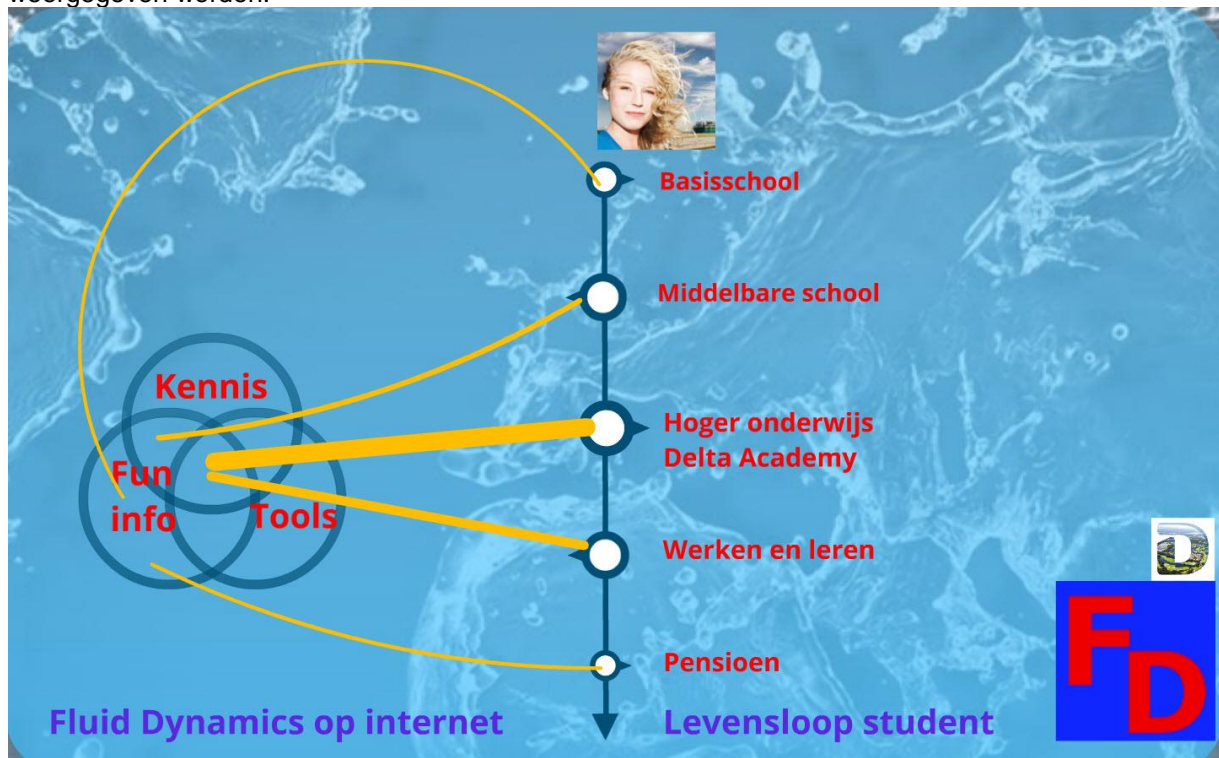 Basisschool
Middelbare school
Kennis
Hoger onderwijs
Delta Academy
Fun
info
Tools
Werken en leren
Pensioen
Fluid Dynamics op internet
Levensloop student
D
F
D